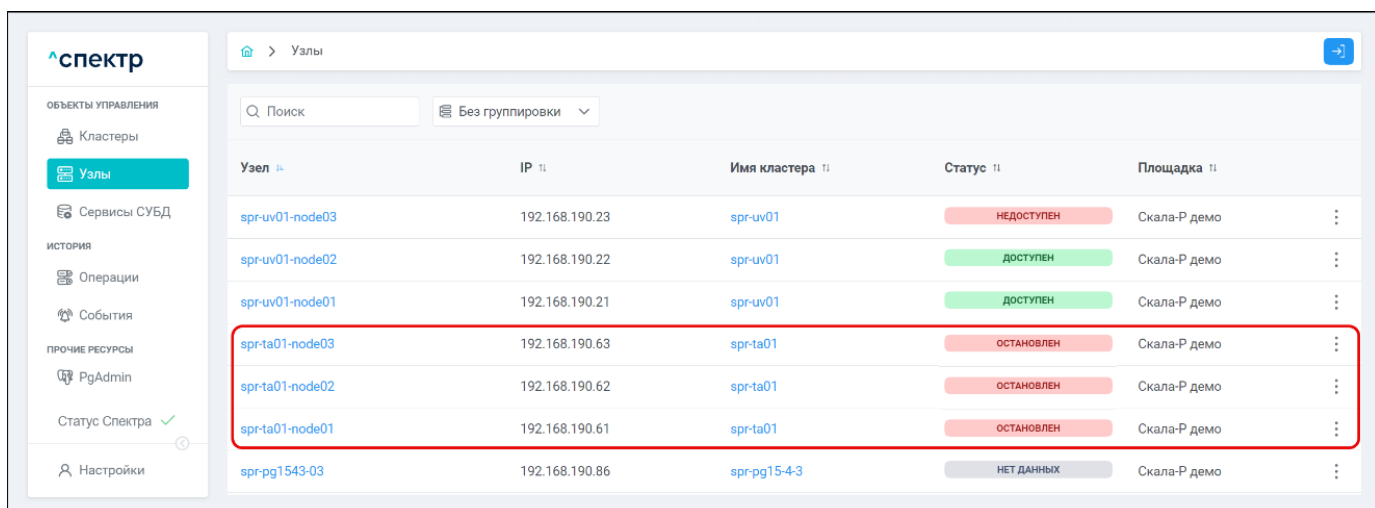 ^спектр
ОБЪЕКТЫ УПРАВЛЕНИЯ
Кластеры
Узлы
Сервисы СУБД
ИСТОРИЯ
Операции
События
ПРОЧИЕ РЕСУРСЫ
PgAdmin
Статус Спектра
Настройки
> Узлы
Поиск
Без группировки
Узел IP Имя кластера Статус Площадка
spr-uv01-node03 192.168.190.23 spr-uv01 НЕДОСТУПЕН Скала-Р демо
spr-uv01-node02 192.168.190.22 spr-uv01 ДОСТУПЕН Скала-Р демо
spr-uv01-node01 192.168.190.21 spr-uv01 ДОСТУПЕН Скала-Р демо
spr-ta01-node03 192.168.190.63 spr-ta01 ОСТАНОВЛЕН Скала-Р демо
spr-ta01-node02 192.168.190.62 spr-ta01 ОСТАНОВЛЕН Скала-Р демо
spr-ta01-node01 192.168.190.61 spr-ta01 ОСТАНОВЛЕН Скала-Р демо
spr-pg1543-03 192.168.190.86 spr-pg15-4-3 НЕТ ДАННЫХ Скала-Р демо